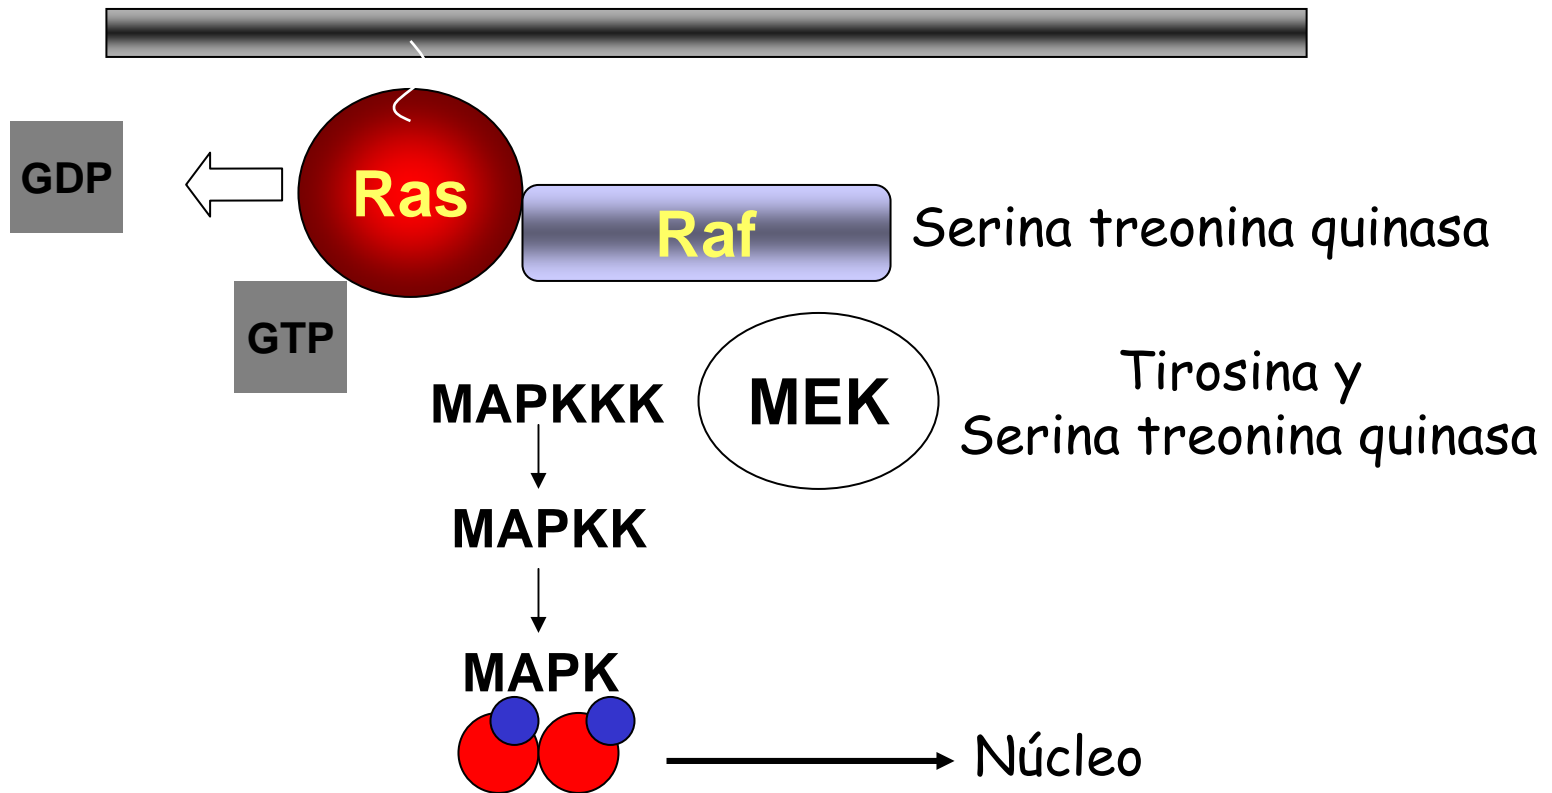 GDP
Ras
Raf
Serina treonina quinasa
GTP
MAPKKK
MEK
Tirosina y
Serina treonina quinasa
MAPKK
MAPK
Núcleo